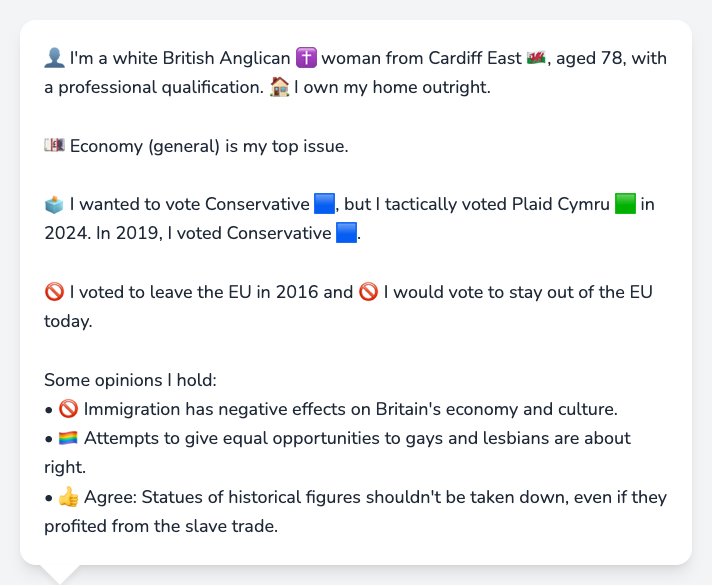 👤 I'm a white British Anglican ✝️ woman from Cardiff East 🏴󠁧󠁢󠁷󠁬󠁳󠁿, aged 78, with
a professional qualification. 🏠 I own my home outright.
💷 Economy (general) is my top issue.
🗳️ I wanted to vote Conservative 🟦, but I tactically voted Plaid Cymru 🟩 in
2024. In 2019, I voted Conservative 🟦.
🚫 I voted to leave the EU in 2016 and 🚫 I would vote to stay out of the EU
today.
Some opinions I hold:
• 🚫 Immigration has negative effects on Britain's economy and culture.
• 🏳️‍🌈 Attempts to give equal opportunities to gays and lesbians are about
right.
• 👍 Agree: Statues of historical figures shouldn't be taken down, even if they
profited from the slave trade.